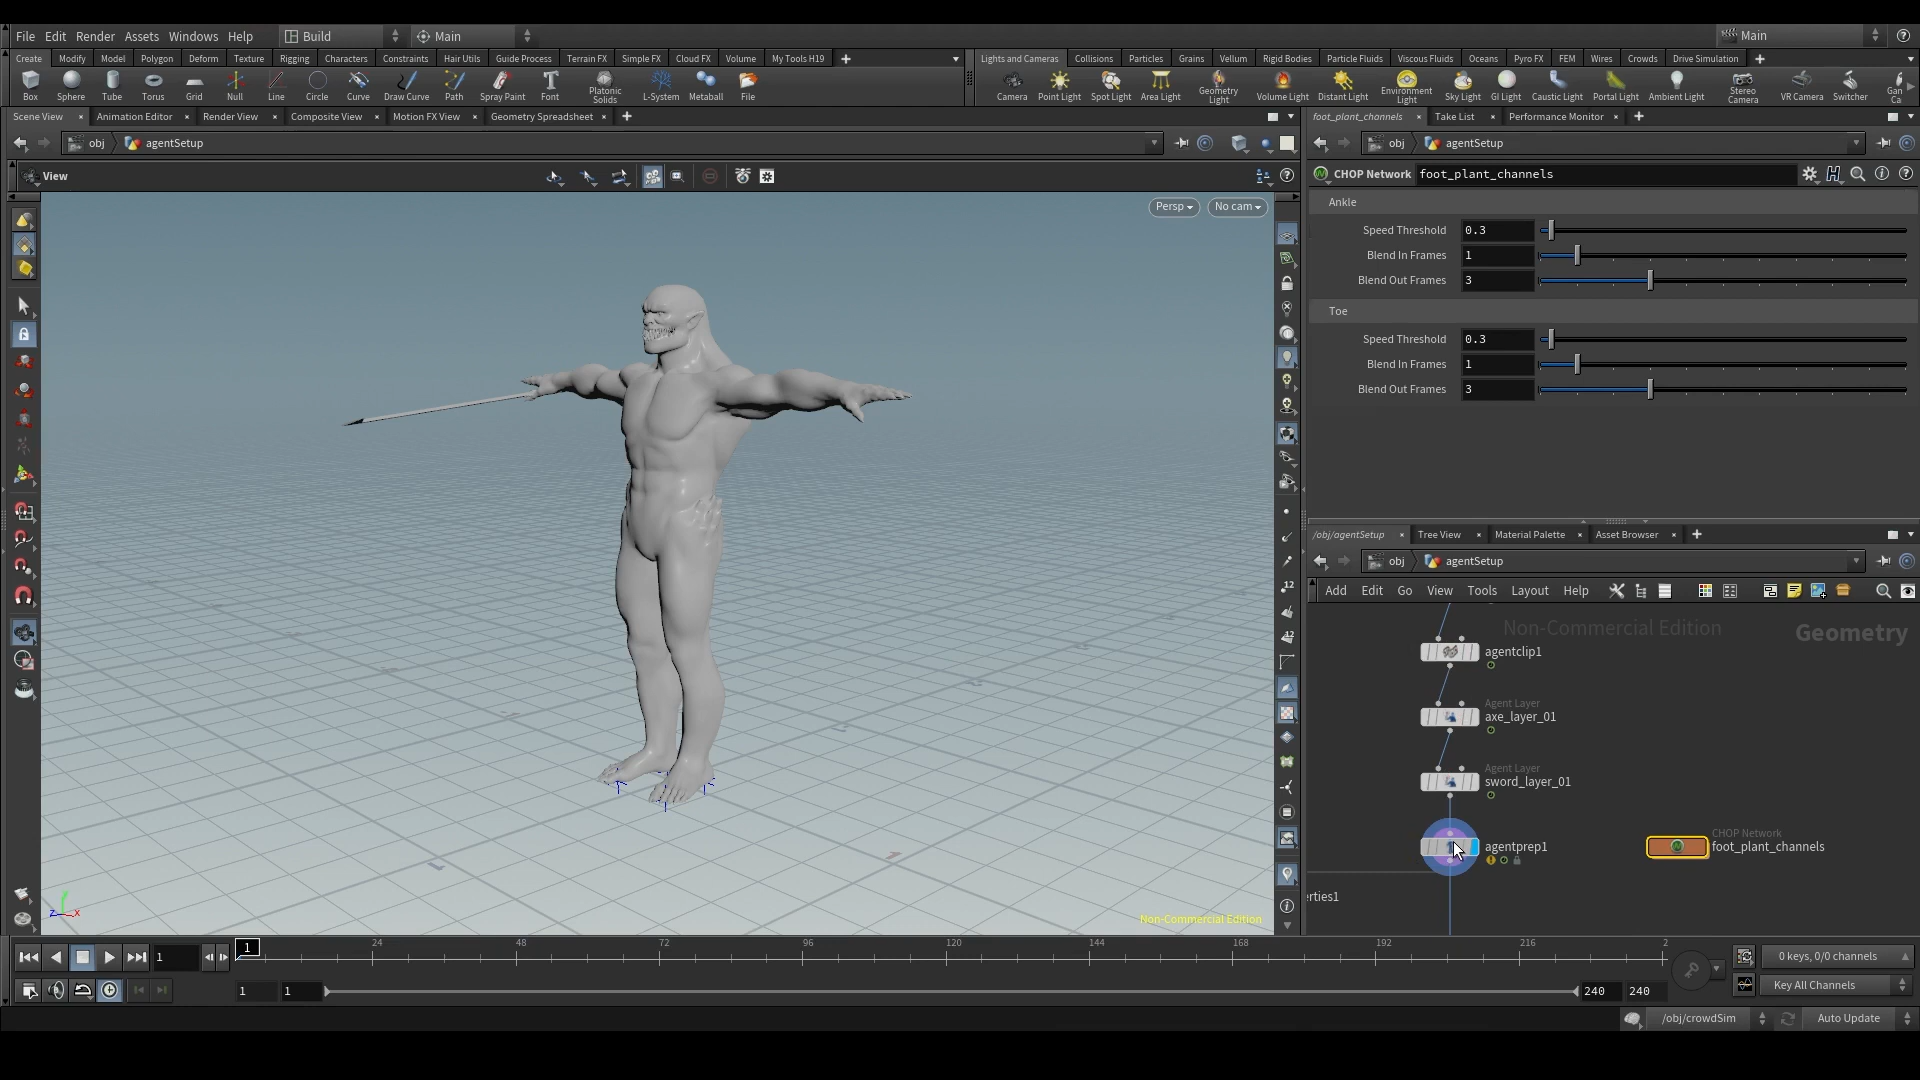 File Edit Render Assets Windows Help Build Main Main
Create Modify Model Polygon Deform Texture Rigging Characters Constraints Hair Utils Guide Process Terrain FX Simple FX Cloud FX Volume My Tools H19
Lights and Cameras Collisions Particles Grains Vellum Rigid Bodies Particle Fluids Viscous Fluids Oceans Pyro FX FEM Wires Crowds Drive Simulation
Box Sphere Tube Torus Grid Null Line Circle Curve Draw Curve Path Spray Paint Font Platonic Solids L-System Metaball File
Camera Point Light Spot Light Area Light Geometry Light Volume Light Distant Light Environment Light Sky Light GI Light Caustic Light Portal Light Ambient Light Stereo Camera VR Camera Switcher Gan Ca
Scene View Animation Editor Render View Composite View Motion FX View Geometry Spreadsheet
obj agentSetup
View
Persp No cam
Non-Commercial Edition
foot_plant_channels Take List Performance Monitor
obj agentSetup
CHOP Network foot_plant_channels
Ankle
Speed Threshold 0.3
Blend In Frames 1
Blend Out Frames 3
Toe
Speed Threshold 0.3
Blend In Frames 1
Blend Out Frames 3
/obj/agentSetup Tree View Material Palette Asset Browser
obj agentSetup
Add Edit Go View Tools Layout Help
Non-Commercial Edition Geometry
agentclip1
Agent Layer
axe_layer_01
Agent Layer
sword_layer_01
agentprep1
CHOP Network
foot_plant_channels
erties1
1 1 24 48 72 96 120 144 168 192 216 2
0 keys, 0/0 channels
1 1 240 240
Key All Channels
/obj/crowdSim Auto Update